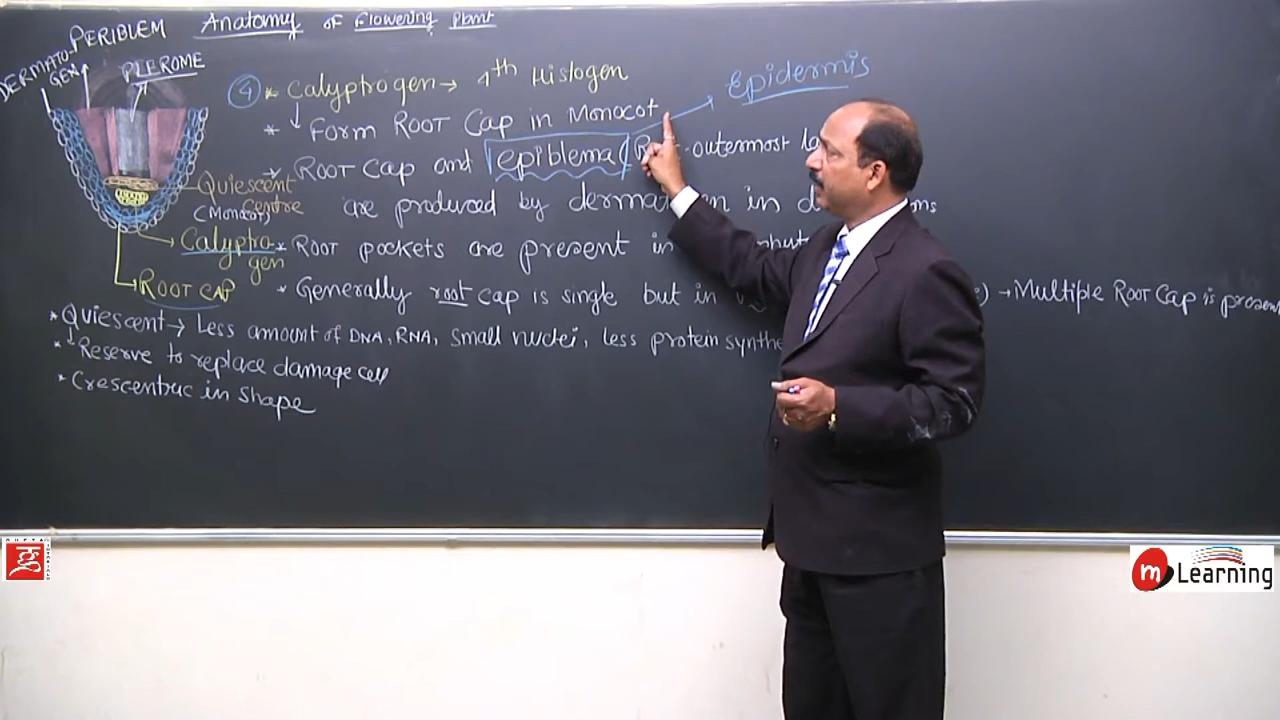 Anatomy of Flowering Plant
PERIBLEM
DERMATO-
GEN
PLEROME
④ * Calyptrogen → 4th Histogen
Epidermis
* Form ROOT Cap in Monocot
* ROOT Cap and epiblema outermost
are produced by in
Quiescent
Centre
(Monocot)
Calyptro
gen
* ROOT pockets are present in
ROOT CAP
* Generally root cap is single but in → Multiple ROOT Cap is present
* Quiescent → Less amount of DNA, RNA, small nuclei, less protein synthe
* Reserve to replace damage cell
* Crescentric in shape
m Learning